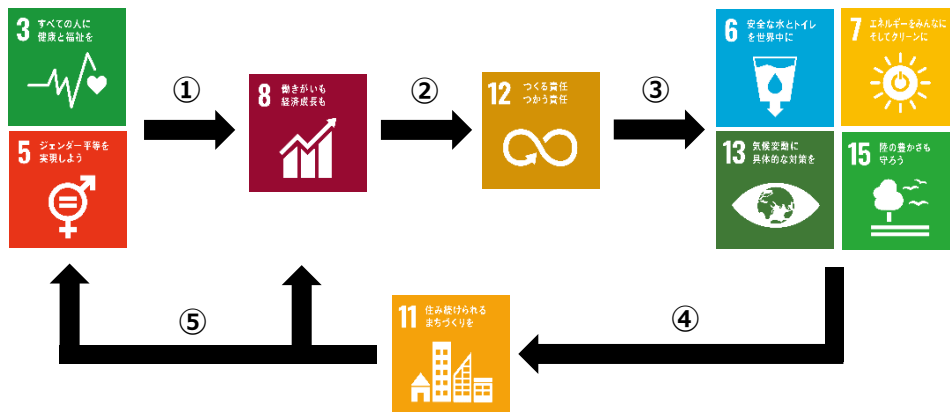 3 すべての人に
健康と福祉を
5 ジェンダー平等を
実現しよう
①
8 働きがいも
経済成長も
②
12 つくる責任
つかう責任
③
6 安全な水とトイレ
を世界中に
7 エネルギーをみんなに
そしてクリーンに
13 気候変動に
具体的な対策を
15 陸の豊かさも
守ろう
⑤
11 住み続けられる
まちづくりを
④